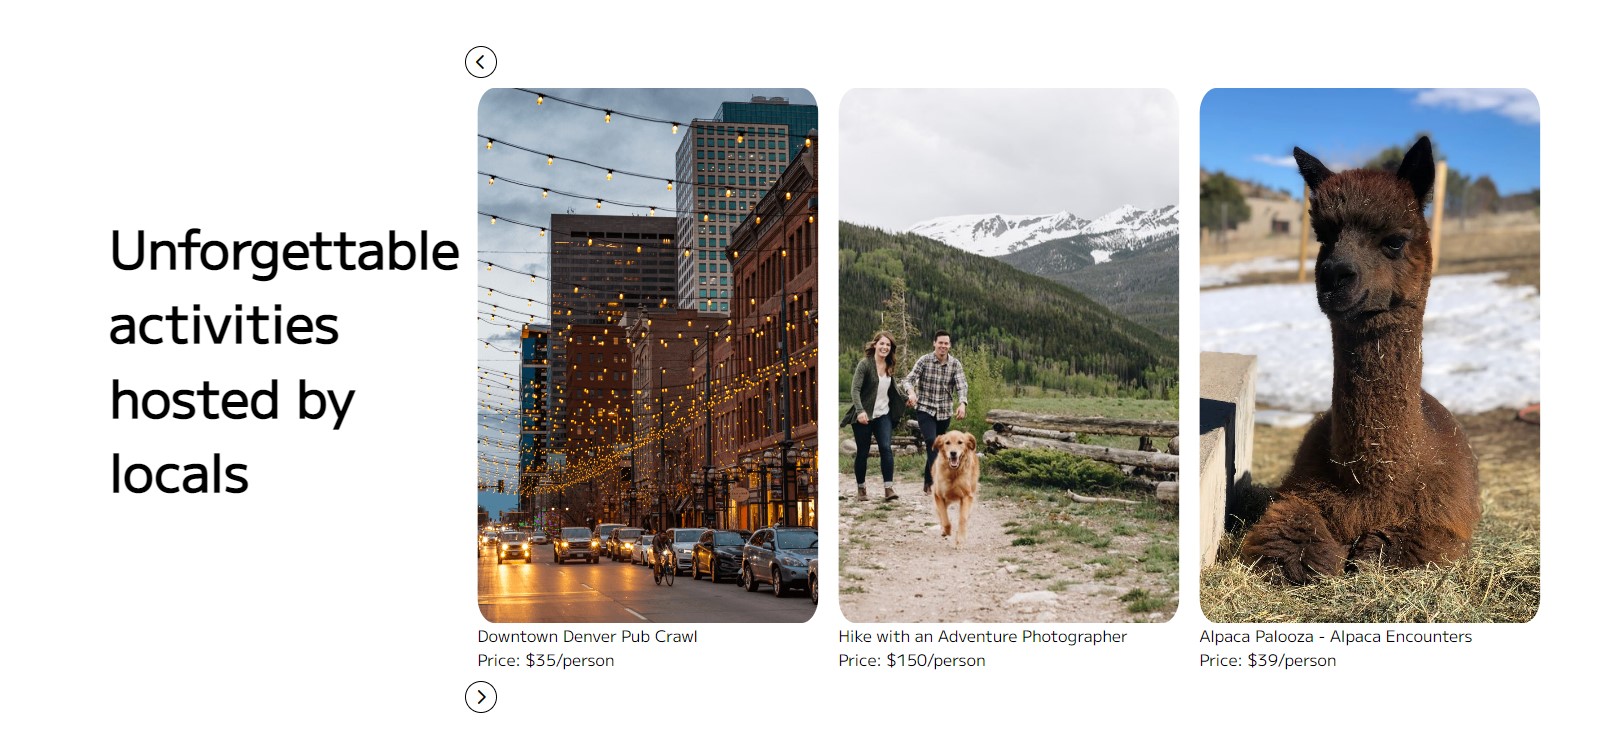 Unforgettable
activities
hosted by
locals
Downtown Denver Pub Crawl
Price: $35/person
Hike with an Adventure Photographer
Price: $150/person
Alpaca Palooza - Alpaca Encounters
Price: $39/person